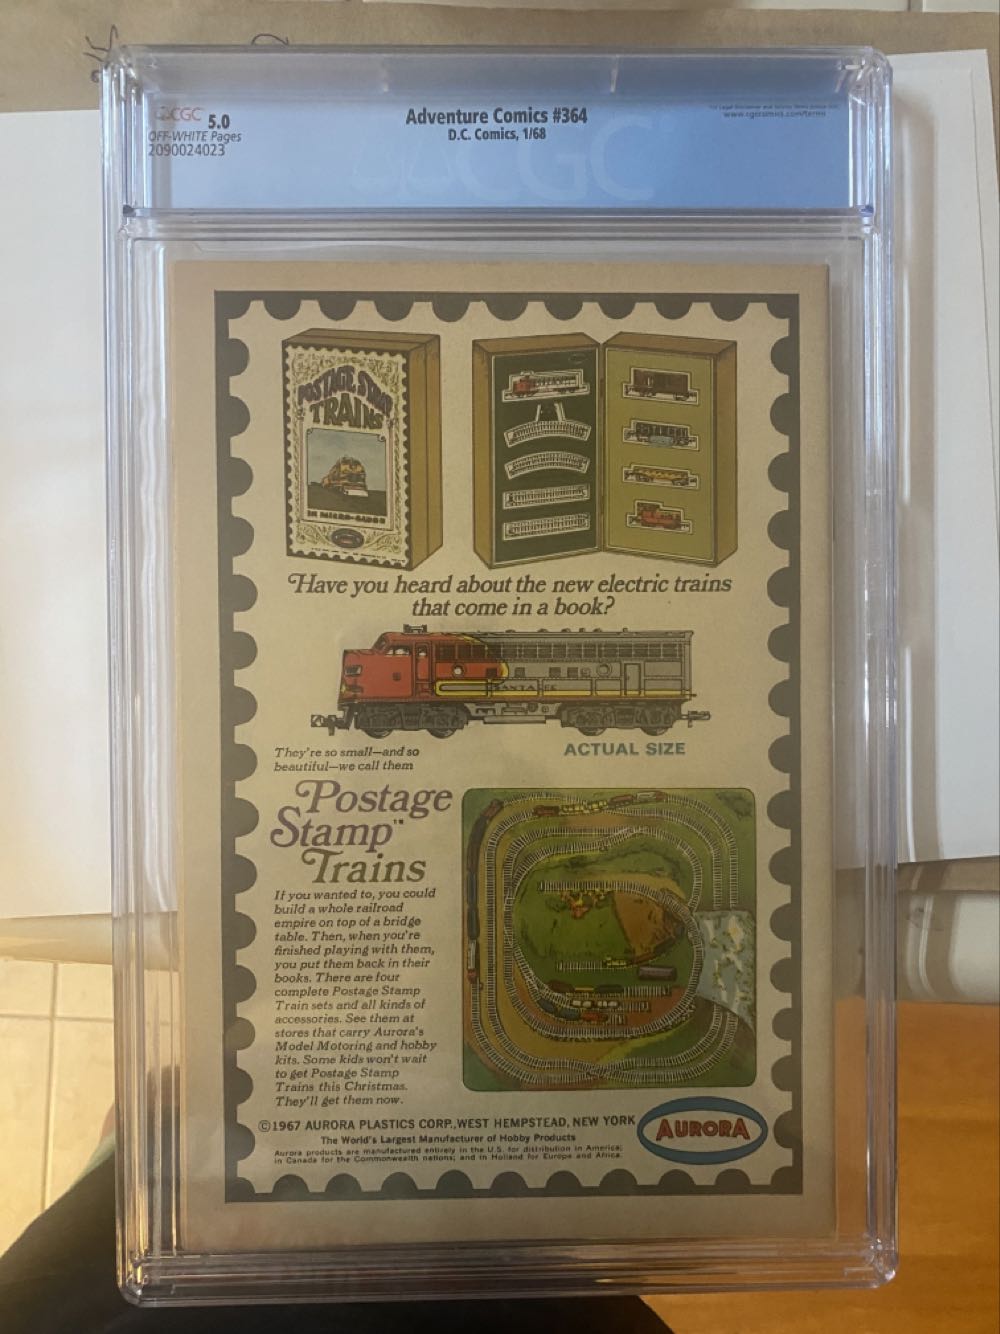 CGC 5.0
OFF-WHITE Pages
2090024023
Adventure Comics #364
D.C. Comics, 1/68
www.cgccomics.com/terms
CGC
POSTAGE STAMP
TRAINS
IN MICRO-GAUGE
Have you heard about the new electric trains
that come in a book?
SANTA FE
They're so small—and so
beautiful—we call them
ACTUAL SIZE
Postage
Stamp™
Trains
If you wanted to, you could
build a whole railroad
empire on top of a bridge
table. Then, when you're
finished playing with them,
you put them back in their
books. There are four
complete Postage Stamp
Train sets and all kinds of
accessories. See them at
stores that carry Aurora's
Model Motoring and hobby
kits. Some kids won't wait
to get Postage Stamp
Trains this Christmas.
They'll get them now.
©1967 AURORA PLASTICS CORP., WEST HEMPSTEAD, NEW YORK
The World's Largest Manufacturer of Hobby Products
Aurora products are manufactured entirely in the U.S. for distribution in America;
in Canada for the Commonwealth nations; and in Holland for Europe and Africa.
AURORA